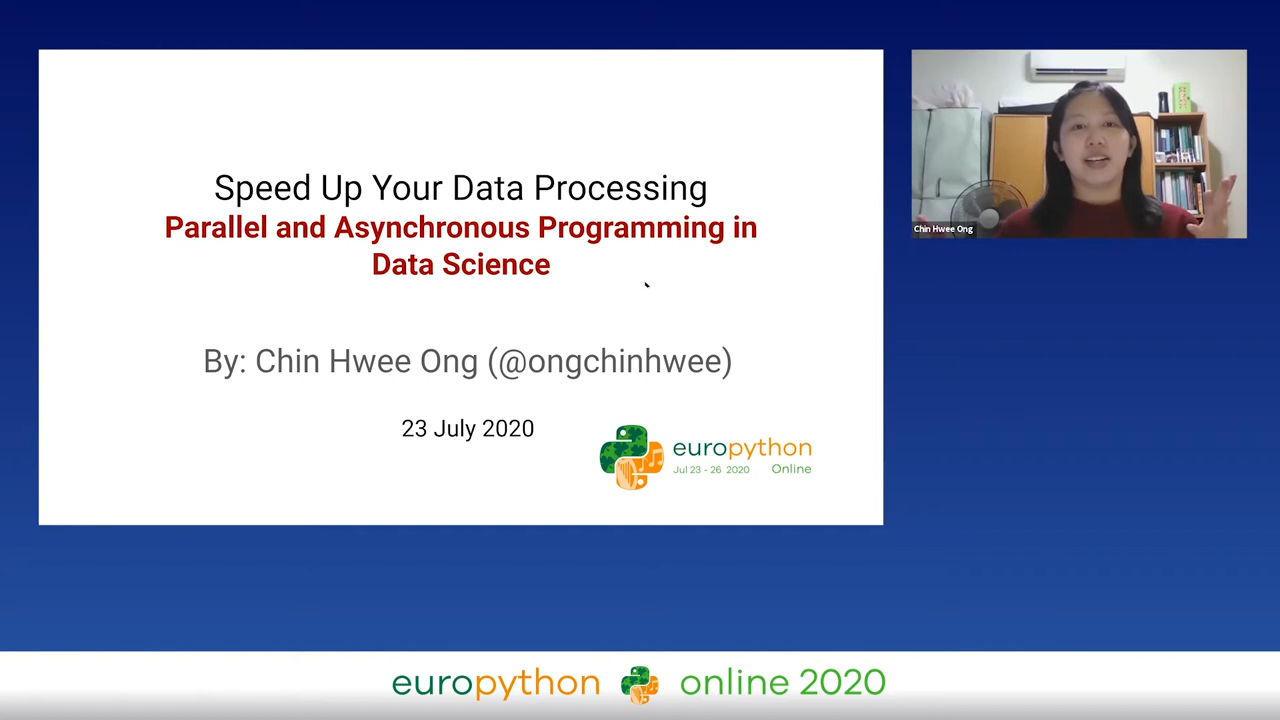 Speed Up Your Data Processing
Parallel and Asynchronous Programming in
Data Science
By: Chin Hwee Ong (@ongchinhwee)
23 July 2020
europython
Jul 23 - 26 2020 Online
Chin Hwee Ong
europython online 2020